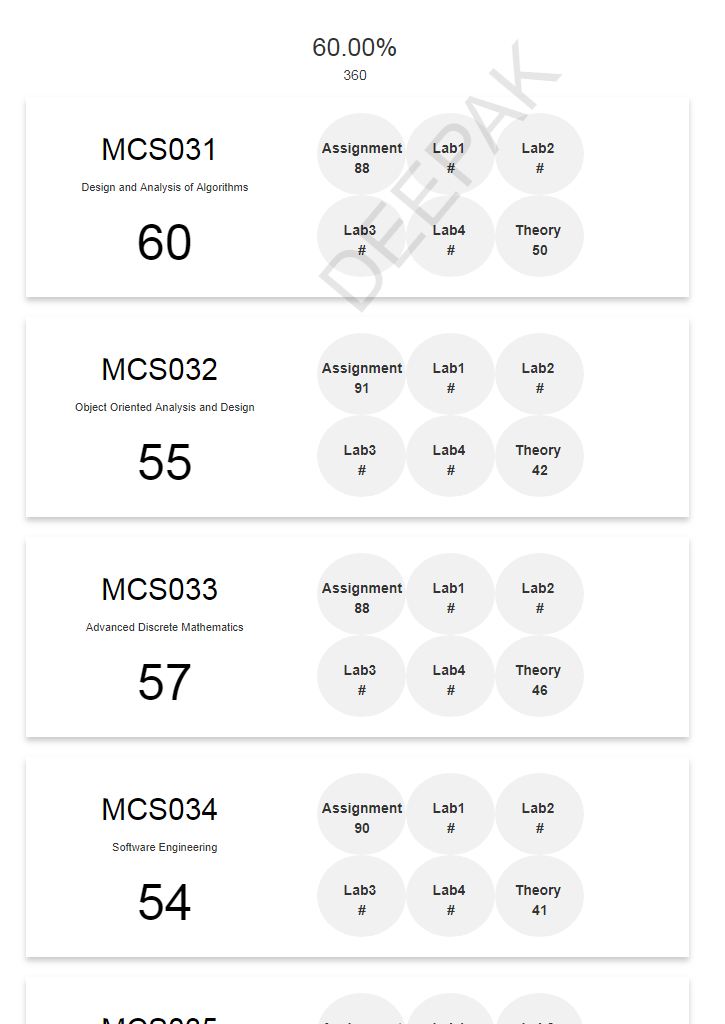 60.00%
360
DEEPAK
MCS031
Design and Analysis of Algorithms
60
Assignment Lab1 Lab2
88 # #
Lab3 Lab4 Theory
# # 50
MCS032
Object Oriented Analysis and Design
55
Assignment Lab1 Lab2
91 # #
Lab3 Lab4 Theory
# # 42
MCS033
Advanced Discrete Mathematics
57
Assignment Lab1 Lab2
88 # #
Lab3 Lab4 Theory
# # 46
MCS034
Software Engineering
54
Assignment Lab1 Lab2
90 # #
Lab3 Lab4 Theory
# # 41